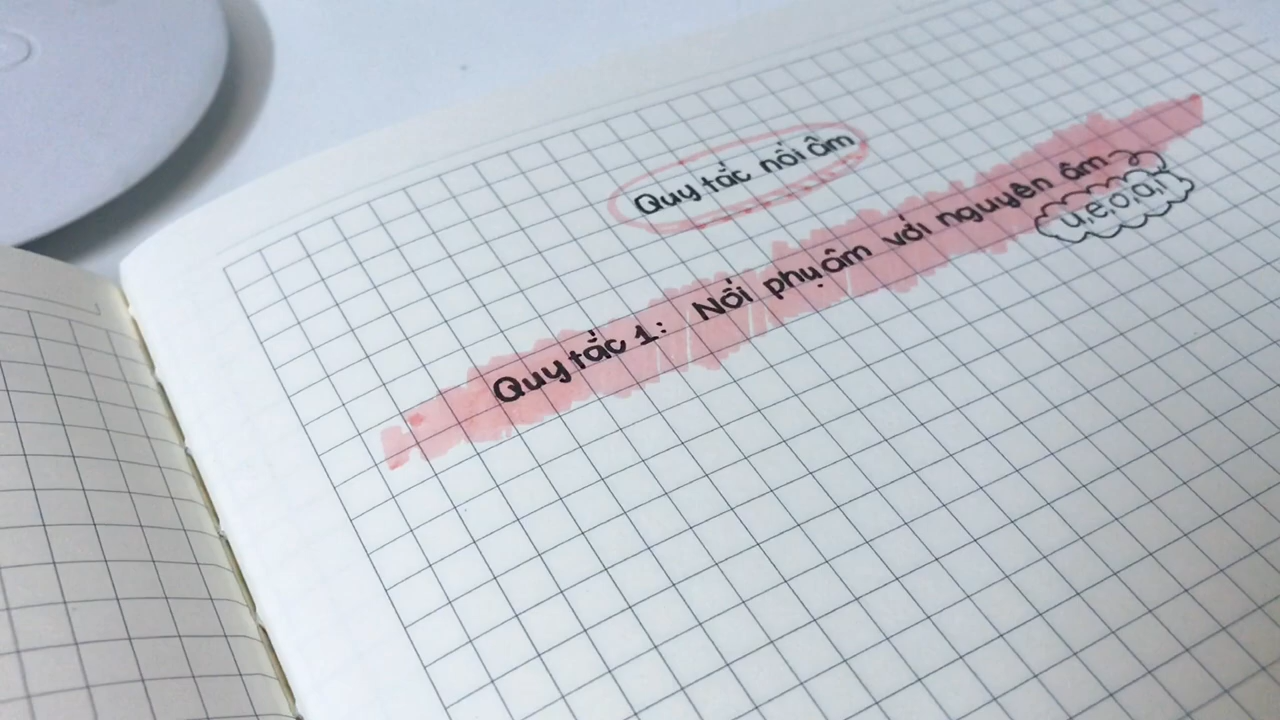 Quy tắc nối âm
Quy tắc 1: Nối phụ âm với nguyên âm
u,e,o,a,i